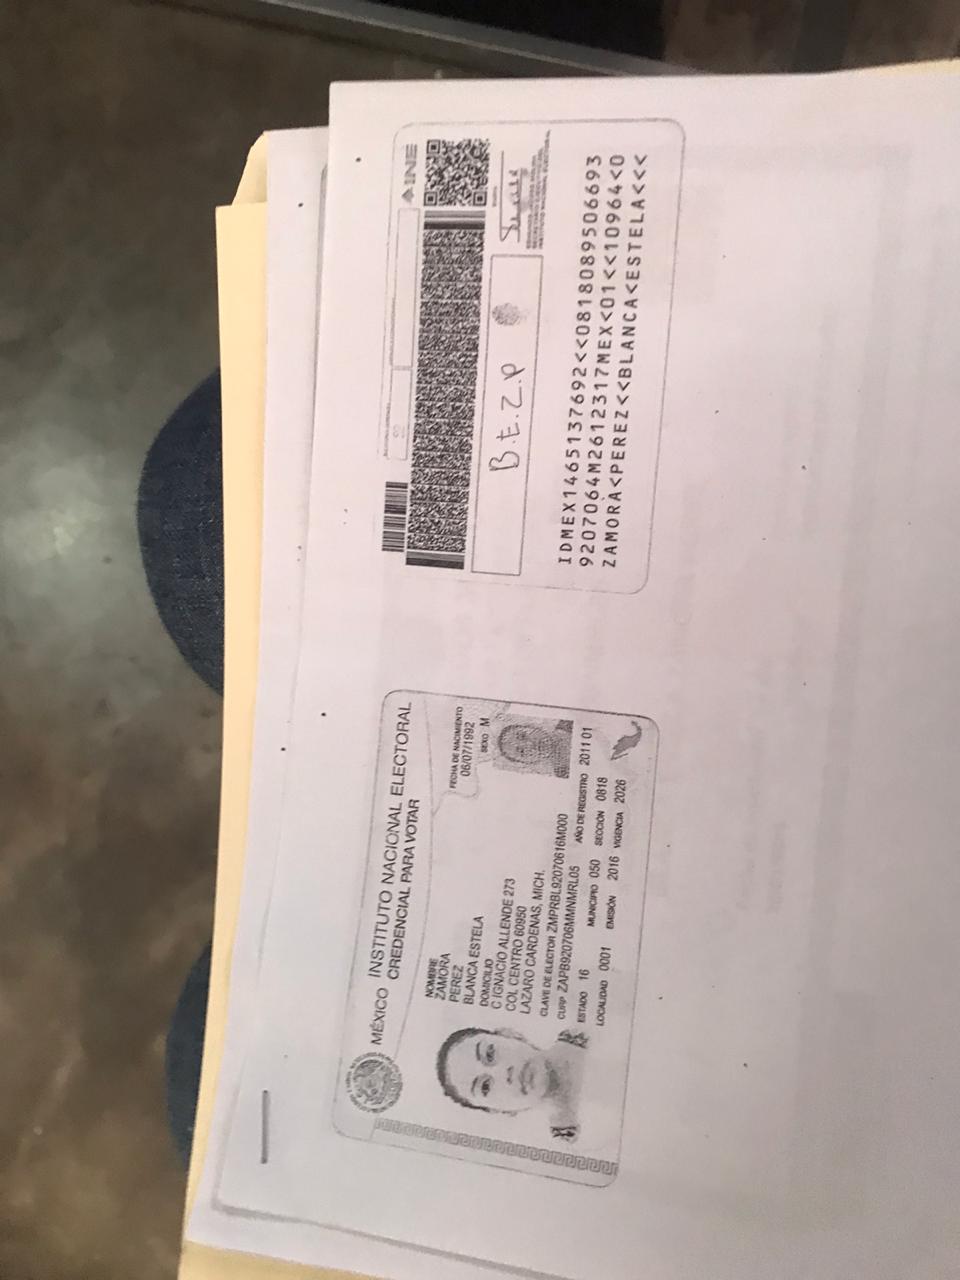 MÉXICO INSTITUTO NACIONAL ELECTORAL
CREDENCIAL PARA VOTAR
NOMBRE
ZAMORA
PEREZ
BLANCA ESTELA
FECHA DE NACIMIENTO
06/07/1992
SEXO M
DOMICILIO
C IGNACIO ALLENDE 273
COL CENTRO 60950
LAZARO CARDENAS, MICH.
CLAVE DE ELECTOR ZMPRBL92070616M000
CURP ZAPB920706MMNMRL05
AÑO DE REGISTRO 2011 01
ESTADO 16
MUNICIPIO 050
SECCIÓN 0818
LOCALIDAD 0001
EMISIÓN 2016
VIGENCIA 2026
INE
B.E.Z.P
IDMEX1465137692<<0818089506693
9207064M2612317MEX<01<<10964<0
ZAMORA<PEREZ<<BLANCA<ESTELA<<<